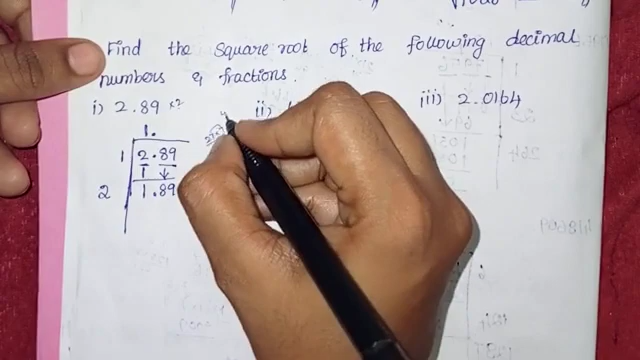 Find the square root of the following decimal
numbers & fractions.
i) 2.89 ii) iii) 2.0164
1.
1 2.89
1 ↓
2 1.89